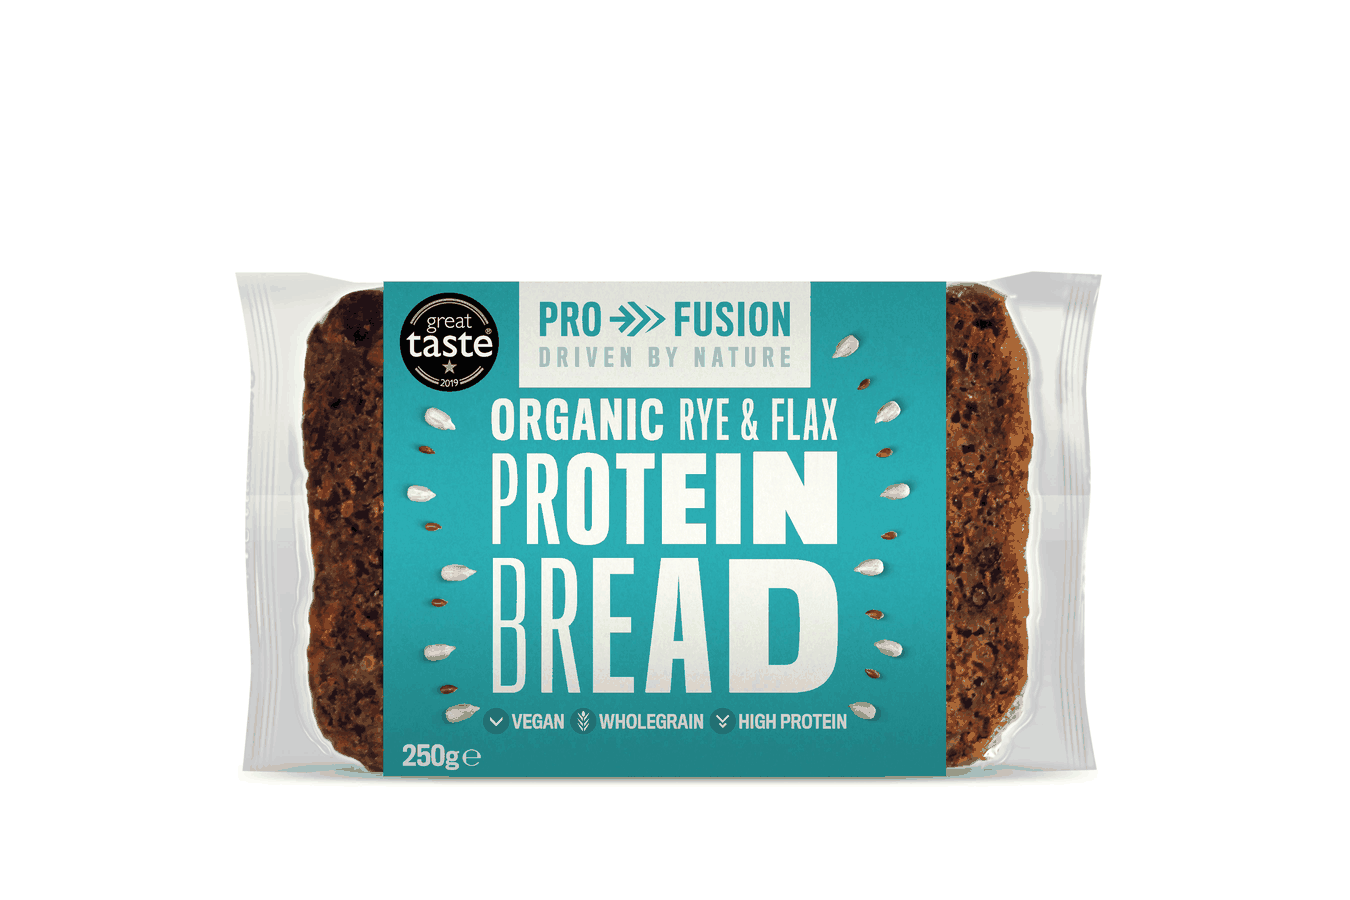 great
taste®
2019
PRO FUSION
DRIVEN BY NATURE
ORGANIC RYE & FLAX
PROTEIN
BREAD
VEGAN WHOLEGRAIN HIGH PROTEIN
250g ℮